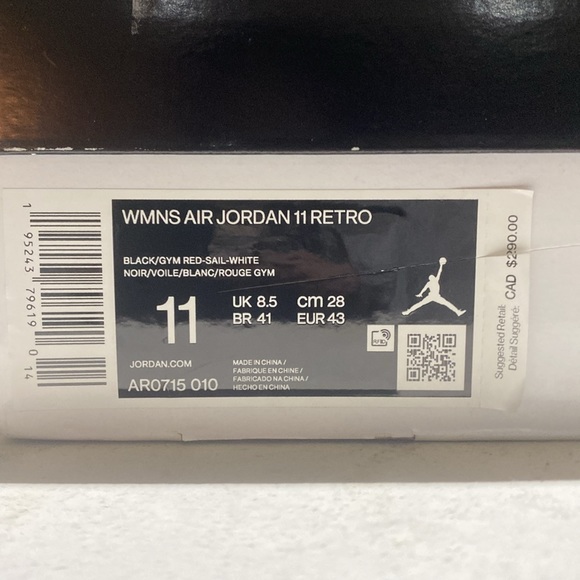 WMNS AIR JORDAN 11 RETRO
BLACK/GYM RED-SAIL-WHITE
NOIR/VOILE/BLANC/ROUGE GYM
11
UK 8.5 cm 28
BR 41 EUR 43
JORDAN.COM
AR0715 010
MADE IN CHINA /
FABRIQUE EN CHINE /
FABRICADO NA CHINA /
HECHO EN CHINA
1 95243 79619 0 14
Suggested Retail:
Détail Suggéré: CAD $290.00